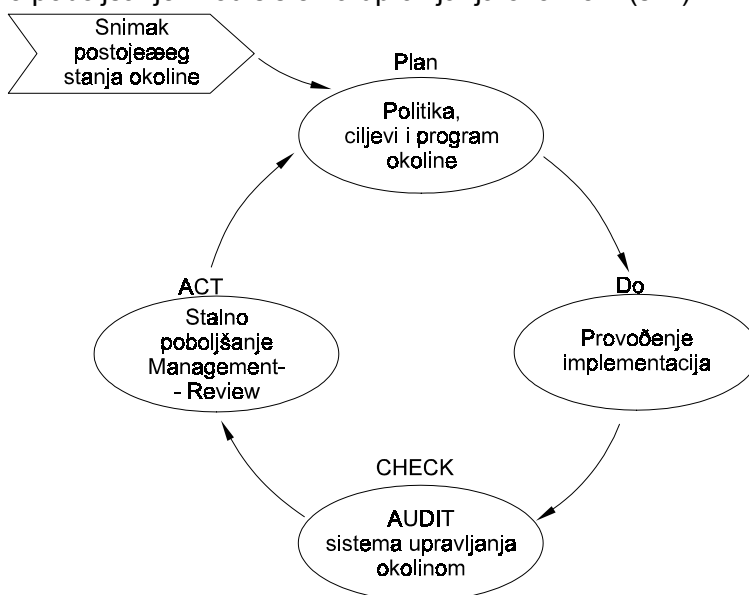 Snimak
postojeæeg
stanja okoline
Plan
Politika,
ciljevi i program
okoline
Do
Provoðenje
implementacija
CHECK
AUDIT
sistema upravljanja
okolinom
ACT
Stalno
poboljšanje
Management-
- Review